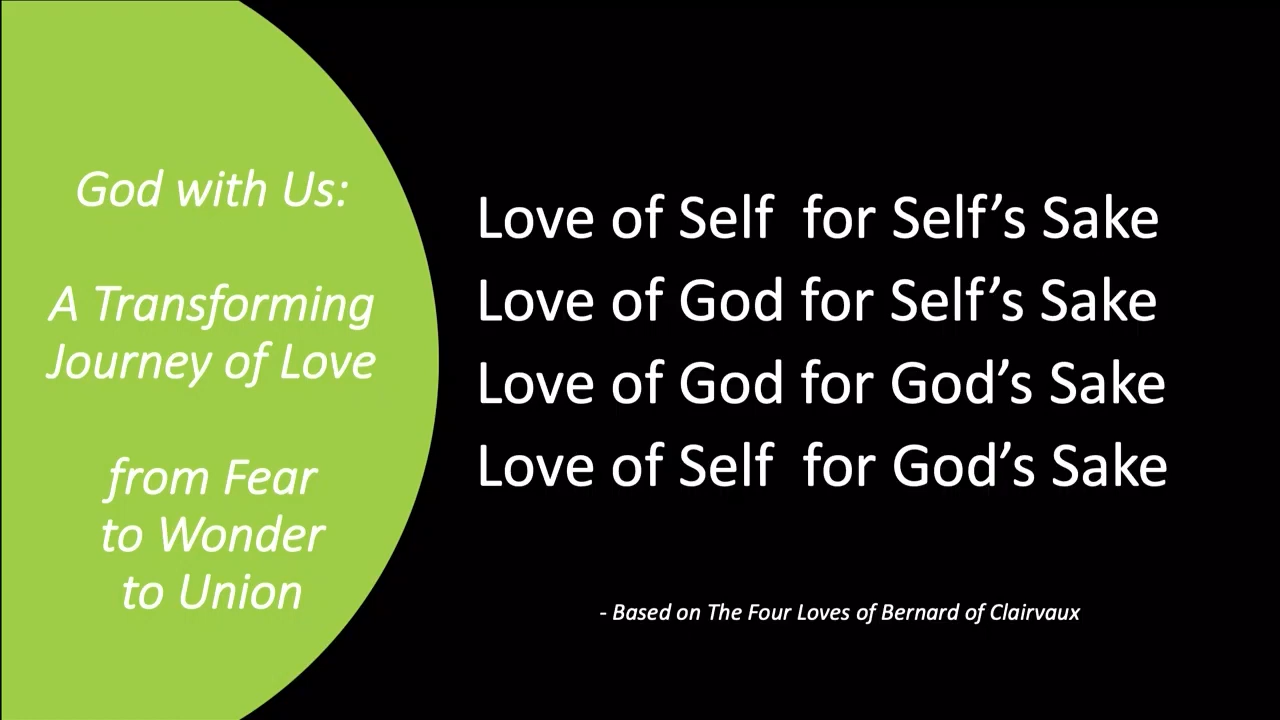 God with Us:
A Transforming
Journey of Love
from Fear
to Wonder
to Union
Love of Self  for Self’s Sake
Love of God for Self’s Sake
Love of God for God’s Sake
Love of Self  for God’s Sake
- Based on The Four Loves of Bernard of Clairvaux